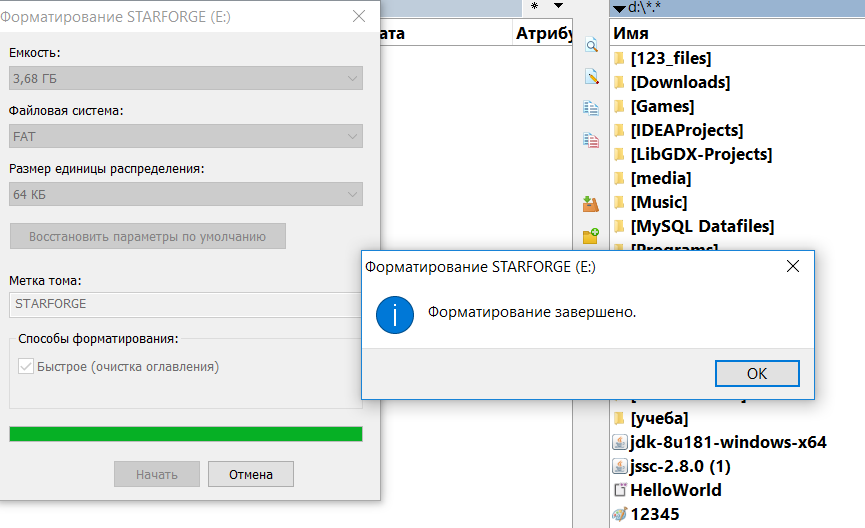 Форматирование STARFORGE (E:)
Емкость:
3,68 ГБ
Файловая система:
FAT
Размер единицы распределения:
64 КБ
Восстановить параметры по умолчанию
Метка тома:
STARFORGE
Способы форматирования:
Быстрое (очистка оглавления)
Начать
Отмена
*
ата
Атрибу
d:\*.*
Имя
[123_files]
[Downloads]
[Games]
[IDEAProjects]
[LibGDX-Projects]
[media]
[Music]
[MySQL Datafiles]
[Programs]
Форматирование STARFORGE (E:)
Форматирование завершено.
OK
[учеба]
jdk-8u181-windows-x64
jssc-2.8.0 (1)
HelloWorld
12345